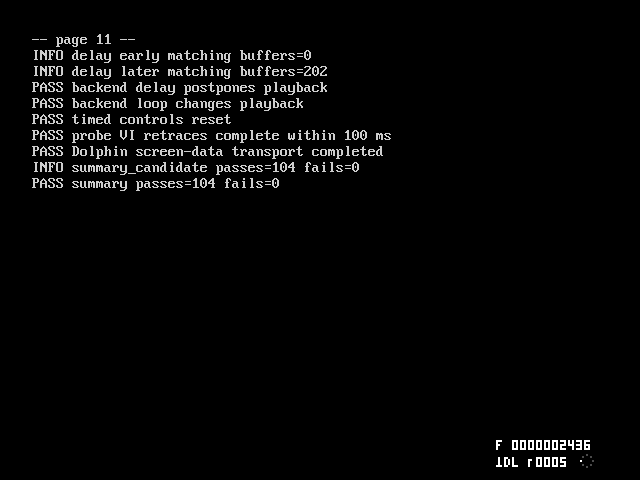 -- page 11 --
INFO delay early matching buffers=0
INFO delay later matching buffers=202
PASS backend delay postpones playback
PASS backend loop changes playback
PASS timed controls reset
PASS probe VI retraces complete within 100 ms
PASS Dolphin screen-data transport completed
INFO summary_candidate passes=104 fails=0
PASS summary passes=104 fails=0
F 0000002436
IDL r0005